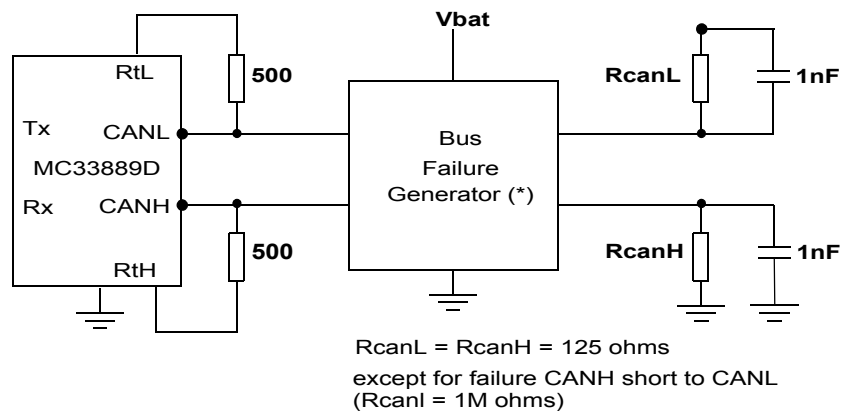 Vbat
RtL
500
RcanL
1nF
Tx
CANL
MC33889D
Rx
CANH
Bus
Failure
Generator (*)
RtH
500
RcanH
1nF
RcanL = RcanH = 125 ohms
except for failure CANH short to CANL
(Rcanl = 1M ohms)